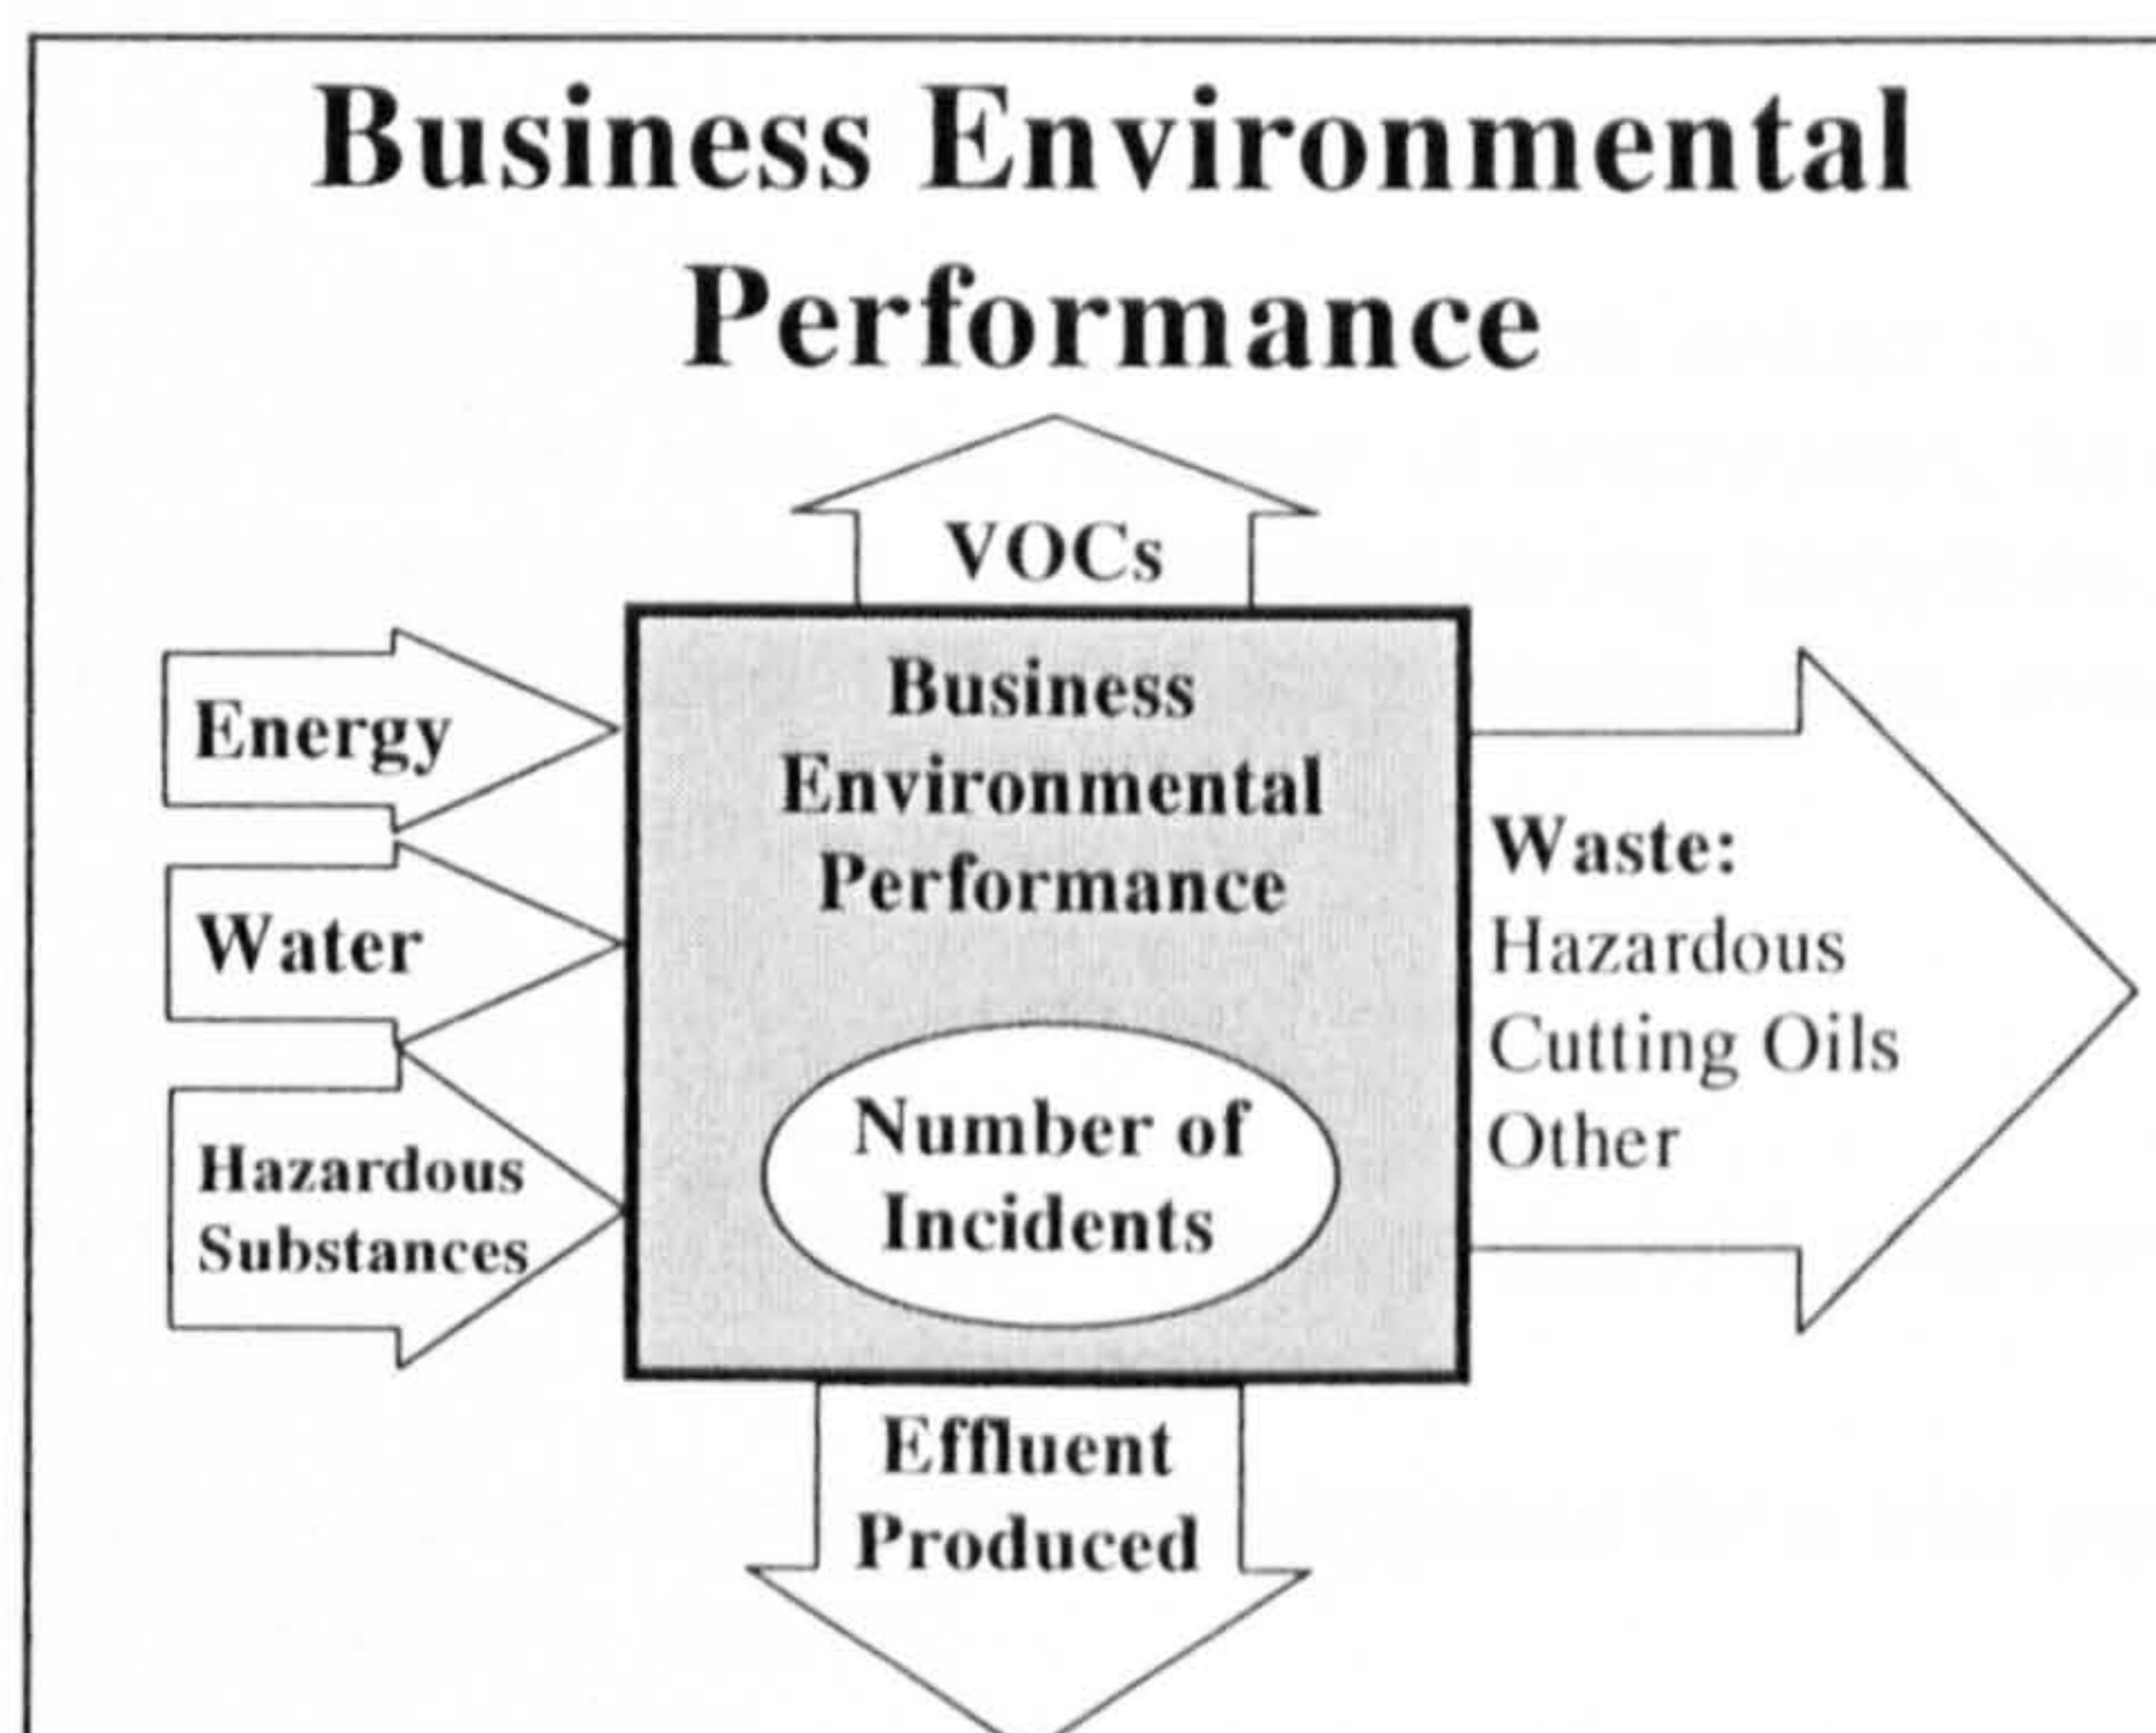 Business Environmental
Performance
VOCs
Energy
Water
Hazardous
Substances
Business
Environmental
Performance
Number of
Incidents
Waste:
Hazardous
Cutting Oils
Other
Effluent
Produced